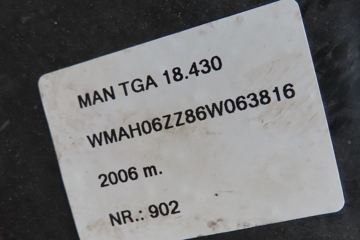 MAN TGA 18.430
WMAH06ZZ86W063816
2006 m.
NR.: 902